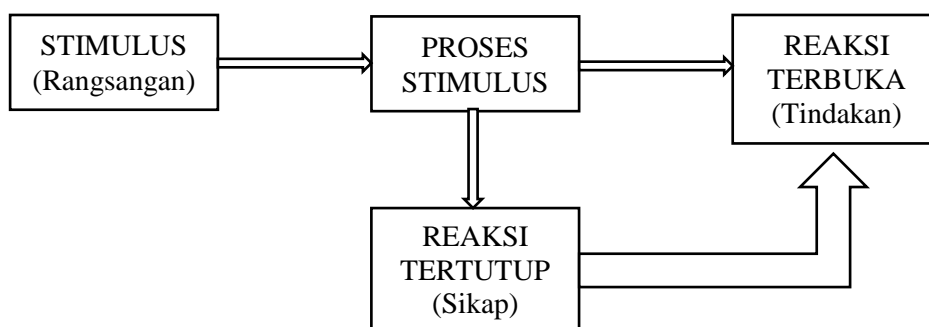 STIMULUS
(Rangsangan)
PROSES
STIMULUS
REAKSI
TERBUKA
(Tindakan)
REAKSI
TERTUTUP
(Sikap)